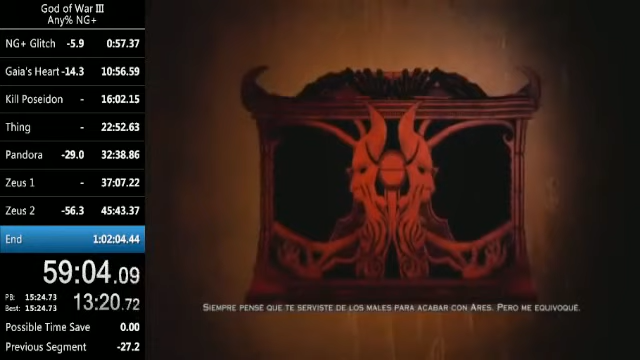 God of War III
Any% NG+
NG+ Glitch -5.9 0:57.37
Gaia's Heart -14.3 10:56.59
Kill Poseidon - 16:02.15
Thing - 22:52.63
Pandora -29.0 32:38.86
Zeus 1 - 37:07.22
Zeus 2 -56.3 45:43.37
End 1:02:04.44
59:04.09
PB: 15:24.73
Best: 15:24.73
13:20.72
Possible Time Save 0.00
Previous Segment -27.2
SIEMPRE PENSÉ QUE TE SERVISTE DE LOS MALES PARA ACABAR CON ARES. PERO ME EQUIVOQUÉ.